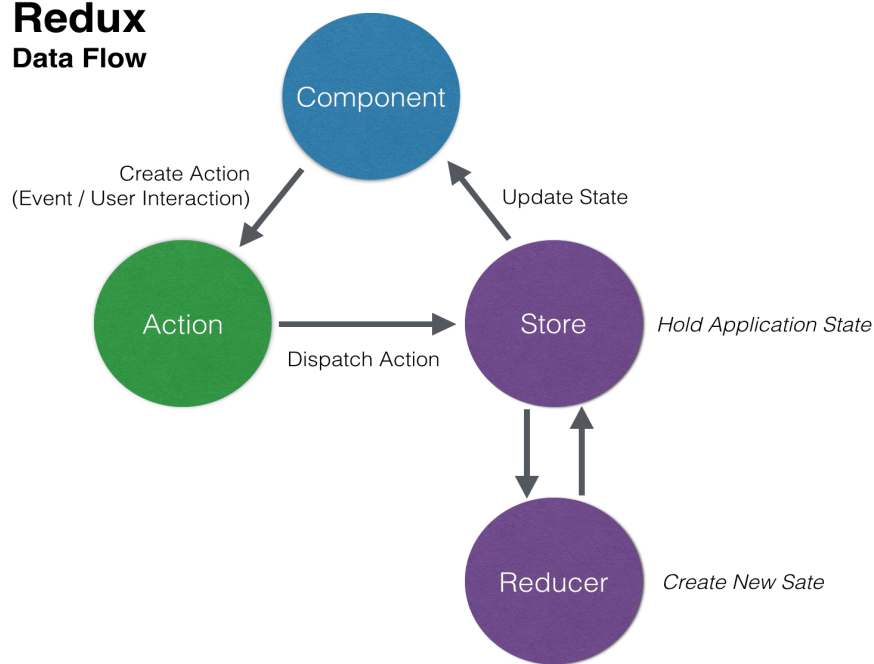 Redux
Data Flow
Component
Create Action
(Event / User Interaction)
Update State
Action
Store
Hold Application State
Dispatch Action
Reducer
Create New Sate